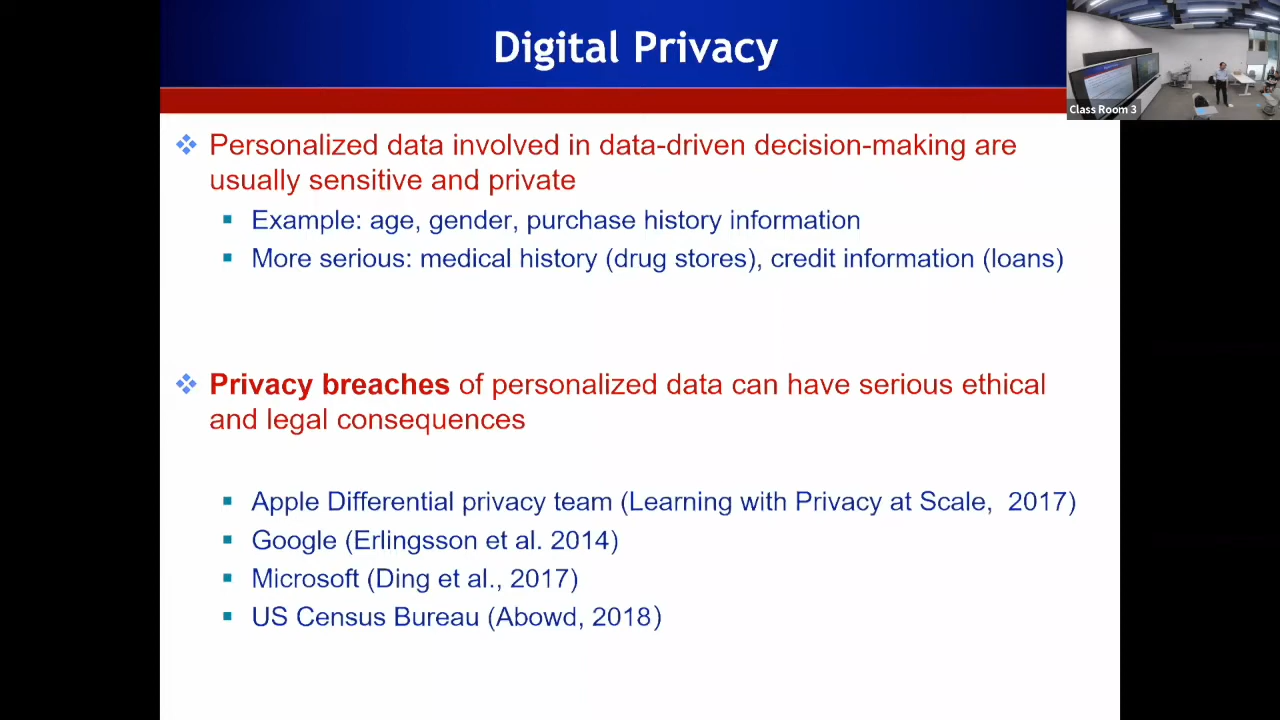 Digital Privacy
Class Room 3
Personalized data involved in data-driven decision-making are
usually sensitive and private
Example: age, gender, purchase history information
More serious: medical history (drug stores), credit information (loans)
Privacy breaches of personalized data can have serious ethical
and legal consequences
Apple Differential privacy team (Learning with Privacy at Scale, 2017)
Google (Erlingsson et al. 2014)
Microsoft (Ding et al., 2017)
US Census Bureau (Abowd, 2018)